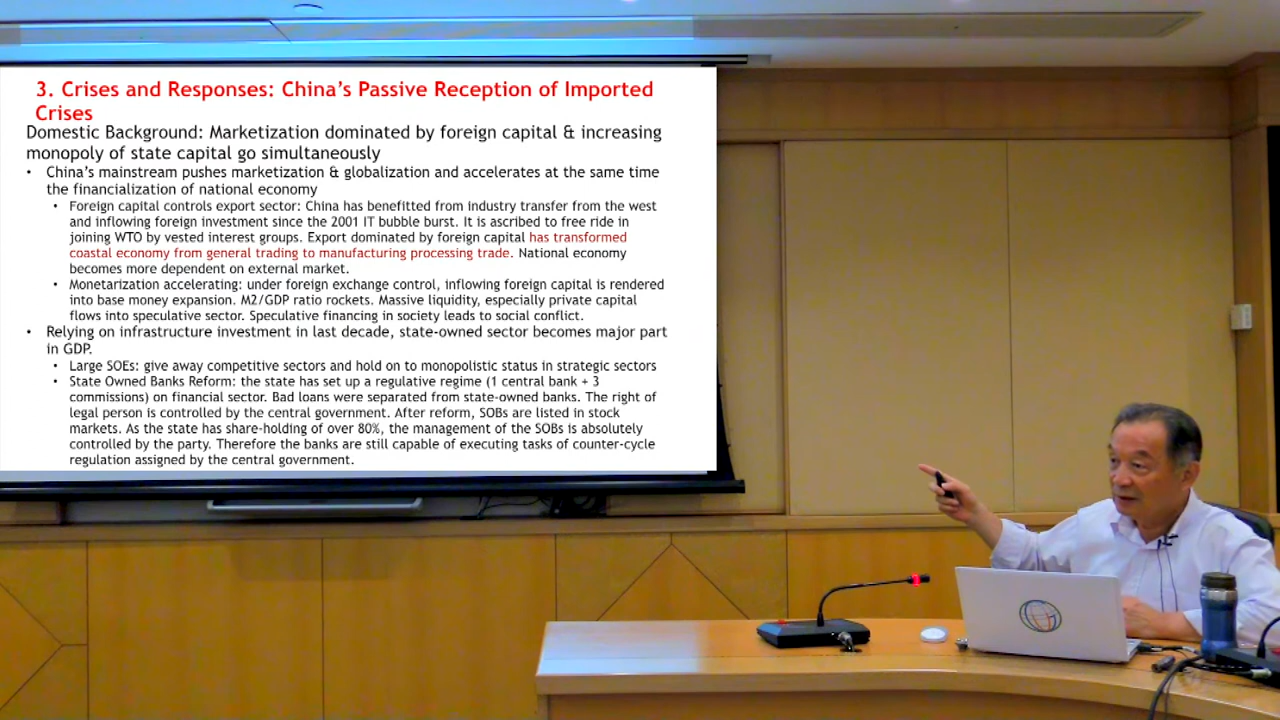 3. Crises and Responses: China's Passive Reception of Imported
Crises
Domestic Background: Marketization dominated by foreign capital & increasing
monopoly of state capital go simultaneously
• China's mainstream pushes marketization & globalization and accelerates at the same time
the financialization of national economy
• Foreign capital controls export sector: China has benefitted from industry transfer from the west
and inflowing foreign investment since the 2001 IT bubble burst. It is ascribed to free ride in
joining WTO by vested interest groups. Export dominated by foreign capital has transformed
coastal economy from general trading to manufacturing processing trade. National economy
becomes more dependent on external market.
• Monetarization accelerating: under foreign exchange control, inflowing foreign capital is rendered
into base money expansion. M2/GDP ratio rockets. Massive liquidity, especially private capital
flows into speculative sector. Speculative financing in society leads to social conflict.
• Relying on infrastructure investment in last decade, state-owned sector becomes major part
in GDP.
• Large SOEs: give away competitive sectors and hold on to monopolistic status in strategic sectors
• State Owned Banks Reform: the state has set up a regulative regime (1 central bank + 3
commissions) on financial sector. Bad loans were separated from state-owned banks. The right of
legal person is controlled by the central government. After reform, SOBs are listed in stock
markets. As the state has share-holding of over 80%, the management of the SOBs is absolutely
controlled by the party. Therefore the banks are still capable of executing tasks of counter-cycle
regulation assigned by the central government.